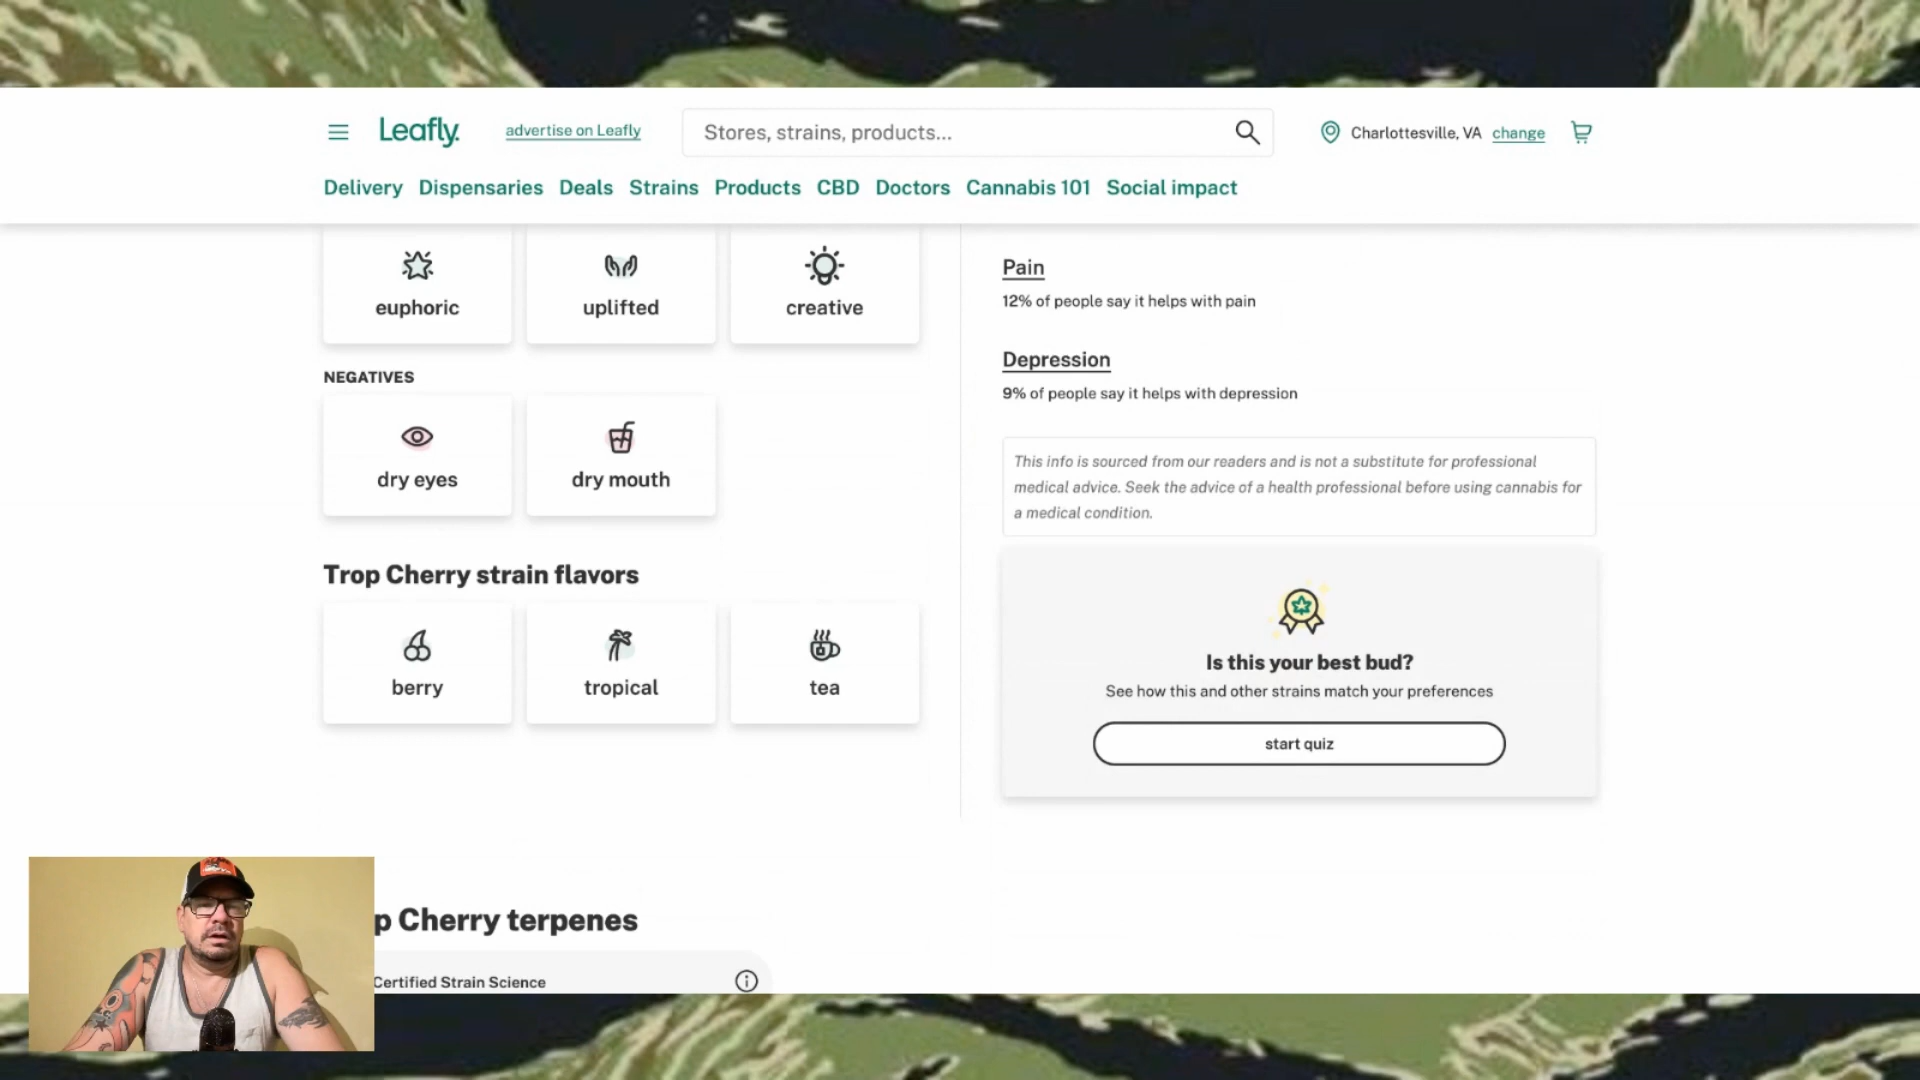 Leafly.
advertise on Leafly
Stores, strains, products...
Charlottesville, VA change
Delivery Dispensaries Deals Strains Products CBD Doctors Cannabis 101 Social impact
euphoric
uplifted
creative
NEGATIVES
dry eyes
dry mouth
Trop Cherry strain flavors
berry
tropical
tea
Pain
12% of people say it helps with pain
Depression
9% of people say it helps with depression
This info is sourced from our readers and is not a substitute for professional
medical advice. Seek the advice of a health professional before using cannabis for
a medical condition.
Is this your best bud?
See how this and other strains match your preferences
start quiz
p Cherry terpenes
Certified Strain Science